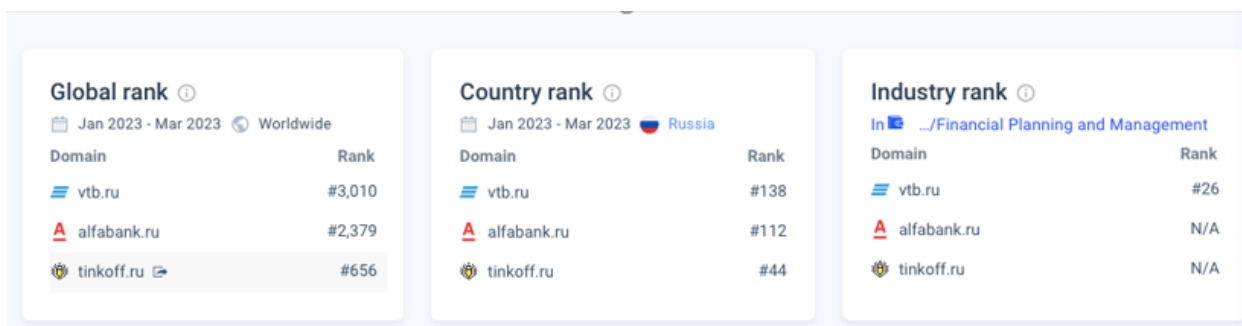 Global rank
Jan 2023 - Mar 2023 Worldwide
Domain Rank
vtb.ru #3,010
alfabank.ru #2,379
tinkoff.ru #656
Country rank
Jan 2023 - Mar 2023 Russia
Domain Rank
vtb.ru #138
alfabank.ru #112
tinkoff.ru #44
Industry rank
In .../Financial Planning and Management
Domain Rank
vtb.ru #26
alfabank.ru N/A
tinkoff.ru N/A